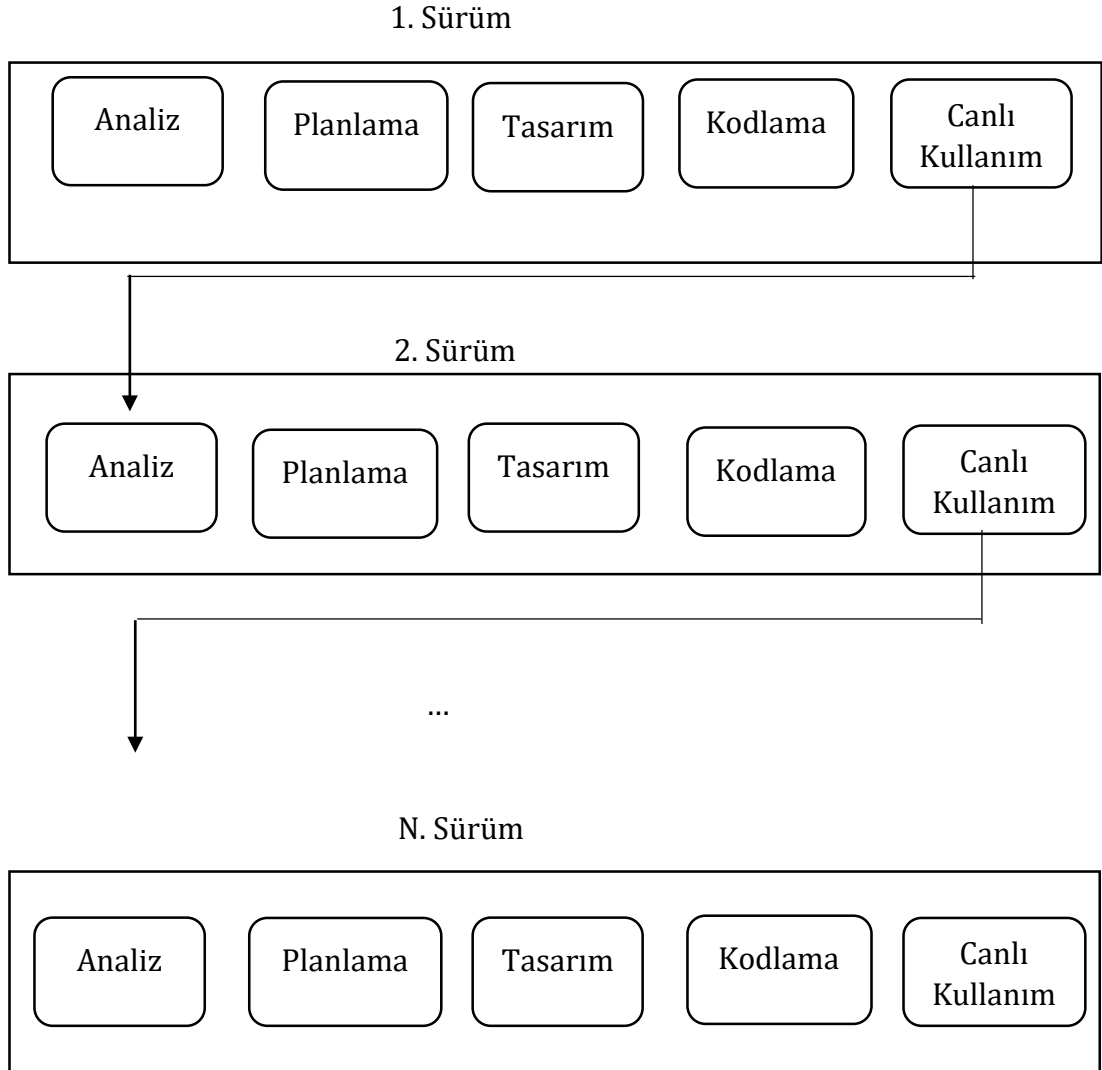 1. Sürüm
Analiz
Planlama
Tasarım
Kodlama
Canlı
Kullanım
2. Sürüm
Analiz
Planlama
Tasarım
Kodlama
Canlı
Kullanım
...
N. Sürüm
Analiz
Planlama
Tasarım
Kodlama
Canlı
Kullanım